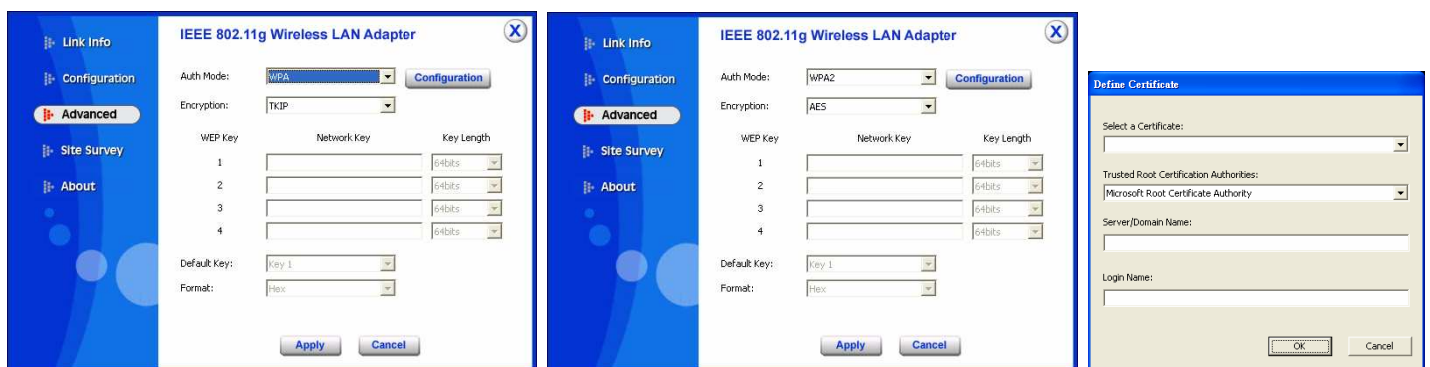 Link Info
Configuration
Advanced
Site Survey
About
IEEE 802.11g Wireless LAN Adapter
X
Auth Mode: WPA Configuration
Encryption: TKIP
WEP Key Network Key Key Length
1 64bits
2 64bits
3 64bits
4 64bits
Default Key: Key 1
Format: Hex
Apply Cancel
Link Info
Configuration
Advanced
Site Survey
About
IEEE 802.11g Wireless LAN Adapter
X
Auth Mode: WPA2 Configuration
Encryption: AES
WEP Key Network Key Key Length
1 64bits
2 64bits
3 64bits
4 64bits
Default Key: Key 1
Format: Hex
Apply Cancel
Define Certificate
Select a Certificate:
Trusted Root Certification Authorities:
Microsoft Root Certificate Authority
Server/Domain Name:
Login Name:
OK Cancel